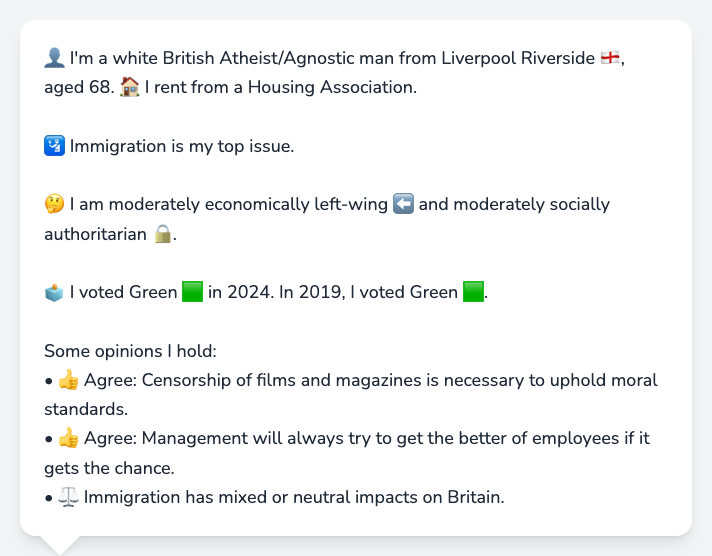 👤 I'm a white British Atheist/Agnostic man from Liverpool Riverside 🏴󠁧󠁢󠁥󠁮󠁧󠁿,
aged 68. 🏠 I rent from a Housing Association.
🛂 Immigration is my top issue.
🤔 I am moderately economically left-wing ⬅️ and moderately socially
authoritarian 🔒.
🗳️ I voted Green 🟩 in 2024. In 2019, I voted Green 🟩.
Some opinions I hold:
• 👍 Agree: Censorship of films and magazines is necessary to uphold moral
standards.
• 👍 Agree: Management will always try to get the better of employees if it
gets the chance.
• ⚖️ Immigration has mixed or neutral impacts on Britain.